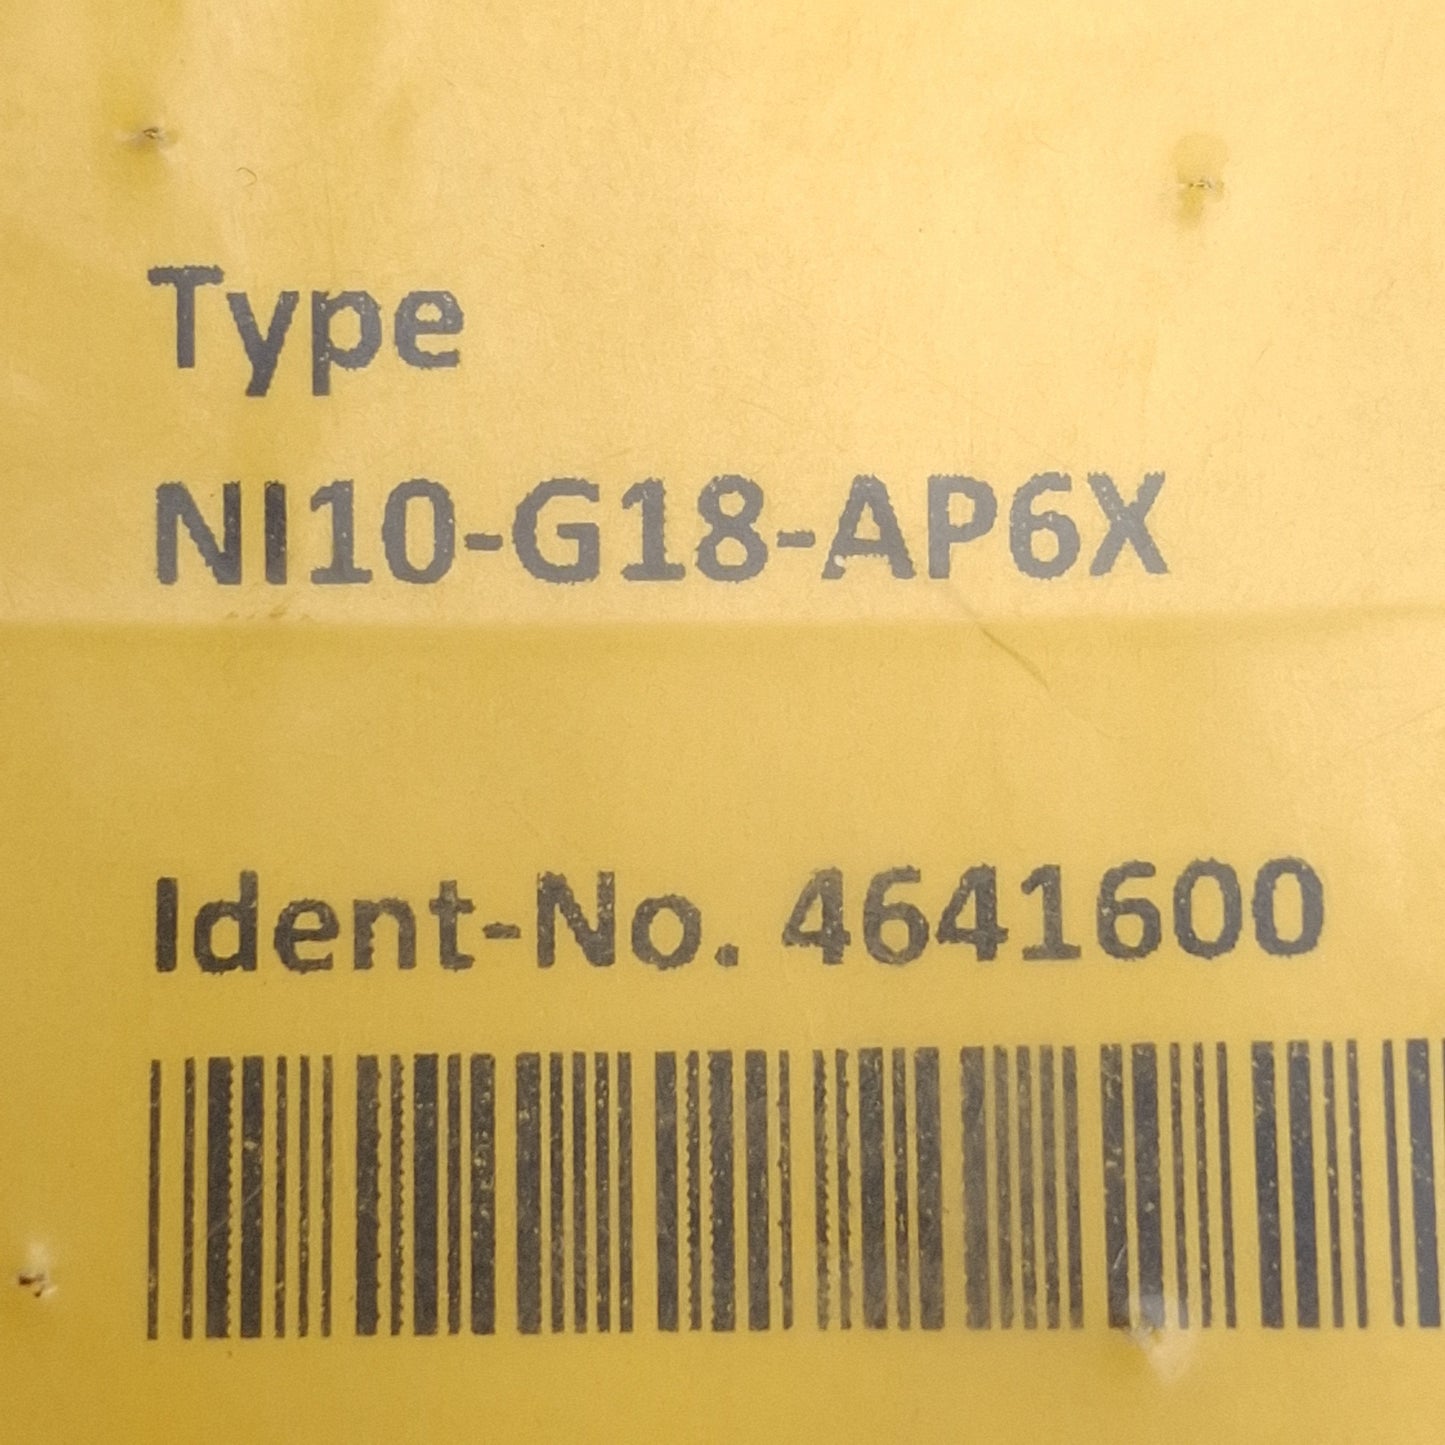 Type
NI10-G18-AP6X
Ident-No. 4641600